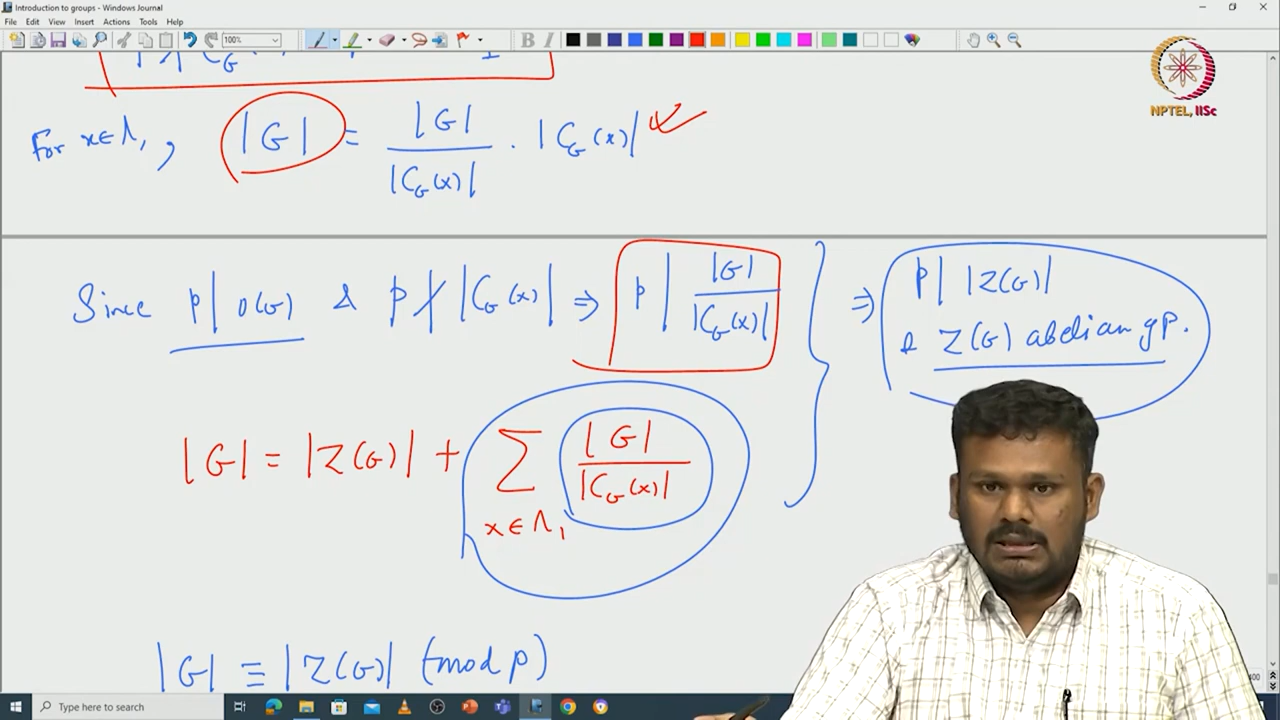 Introduction to groups - Windows Journal
File Edit View Insert Actions Tools Help
100%
NPTEL, IISc
For x∈Λ₁, |G| = |G| / |C_G(x)| · |C_G(x)|
Since p | o(G) & p ∤ |C_G(x)| ⇒ p | |G| / |C_G(x)| ⇒ p | |Z(G)|
& Z(G) abelian gp.
|G| = |Z(G)| + ∑_{x∈Λ₁} |G| / |C_G(x)|
|G| ≡ |Z(G)| (mod p)
Type here to search